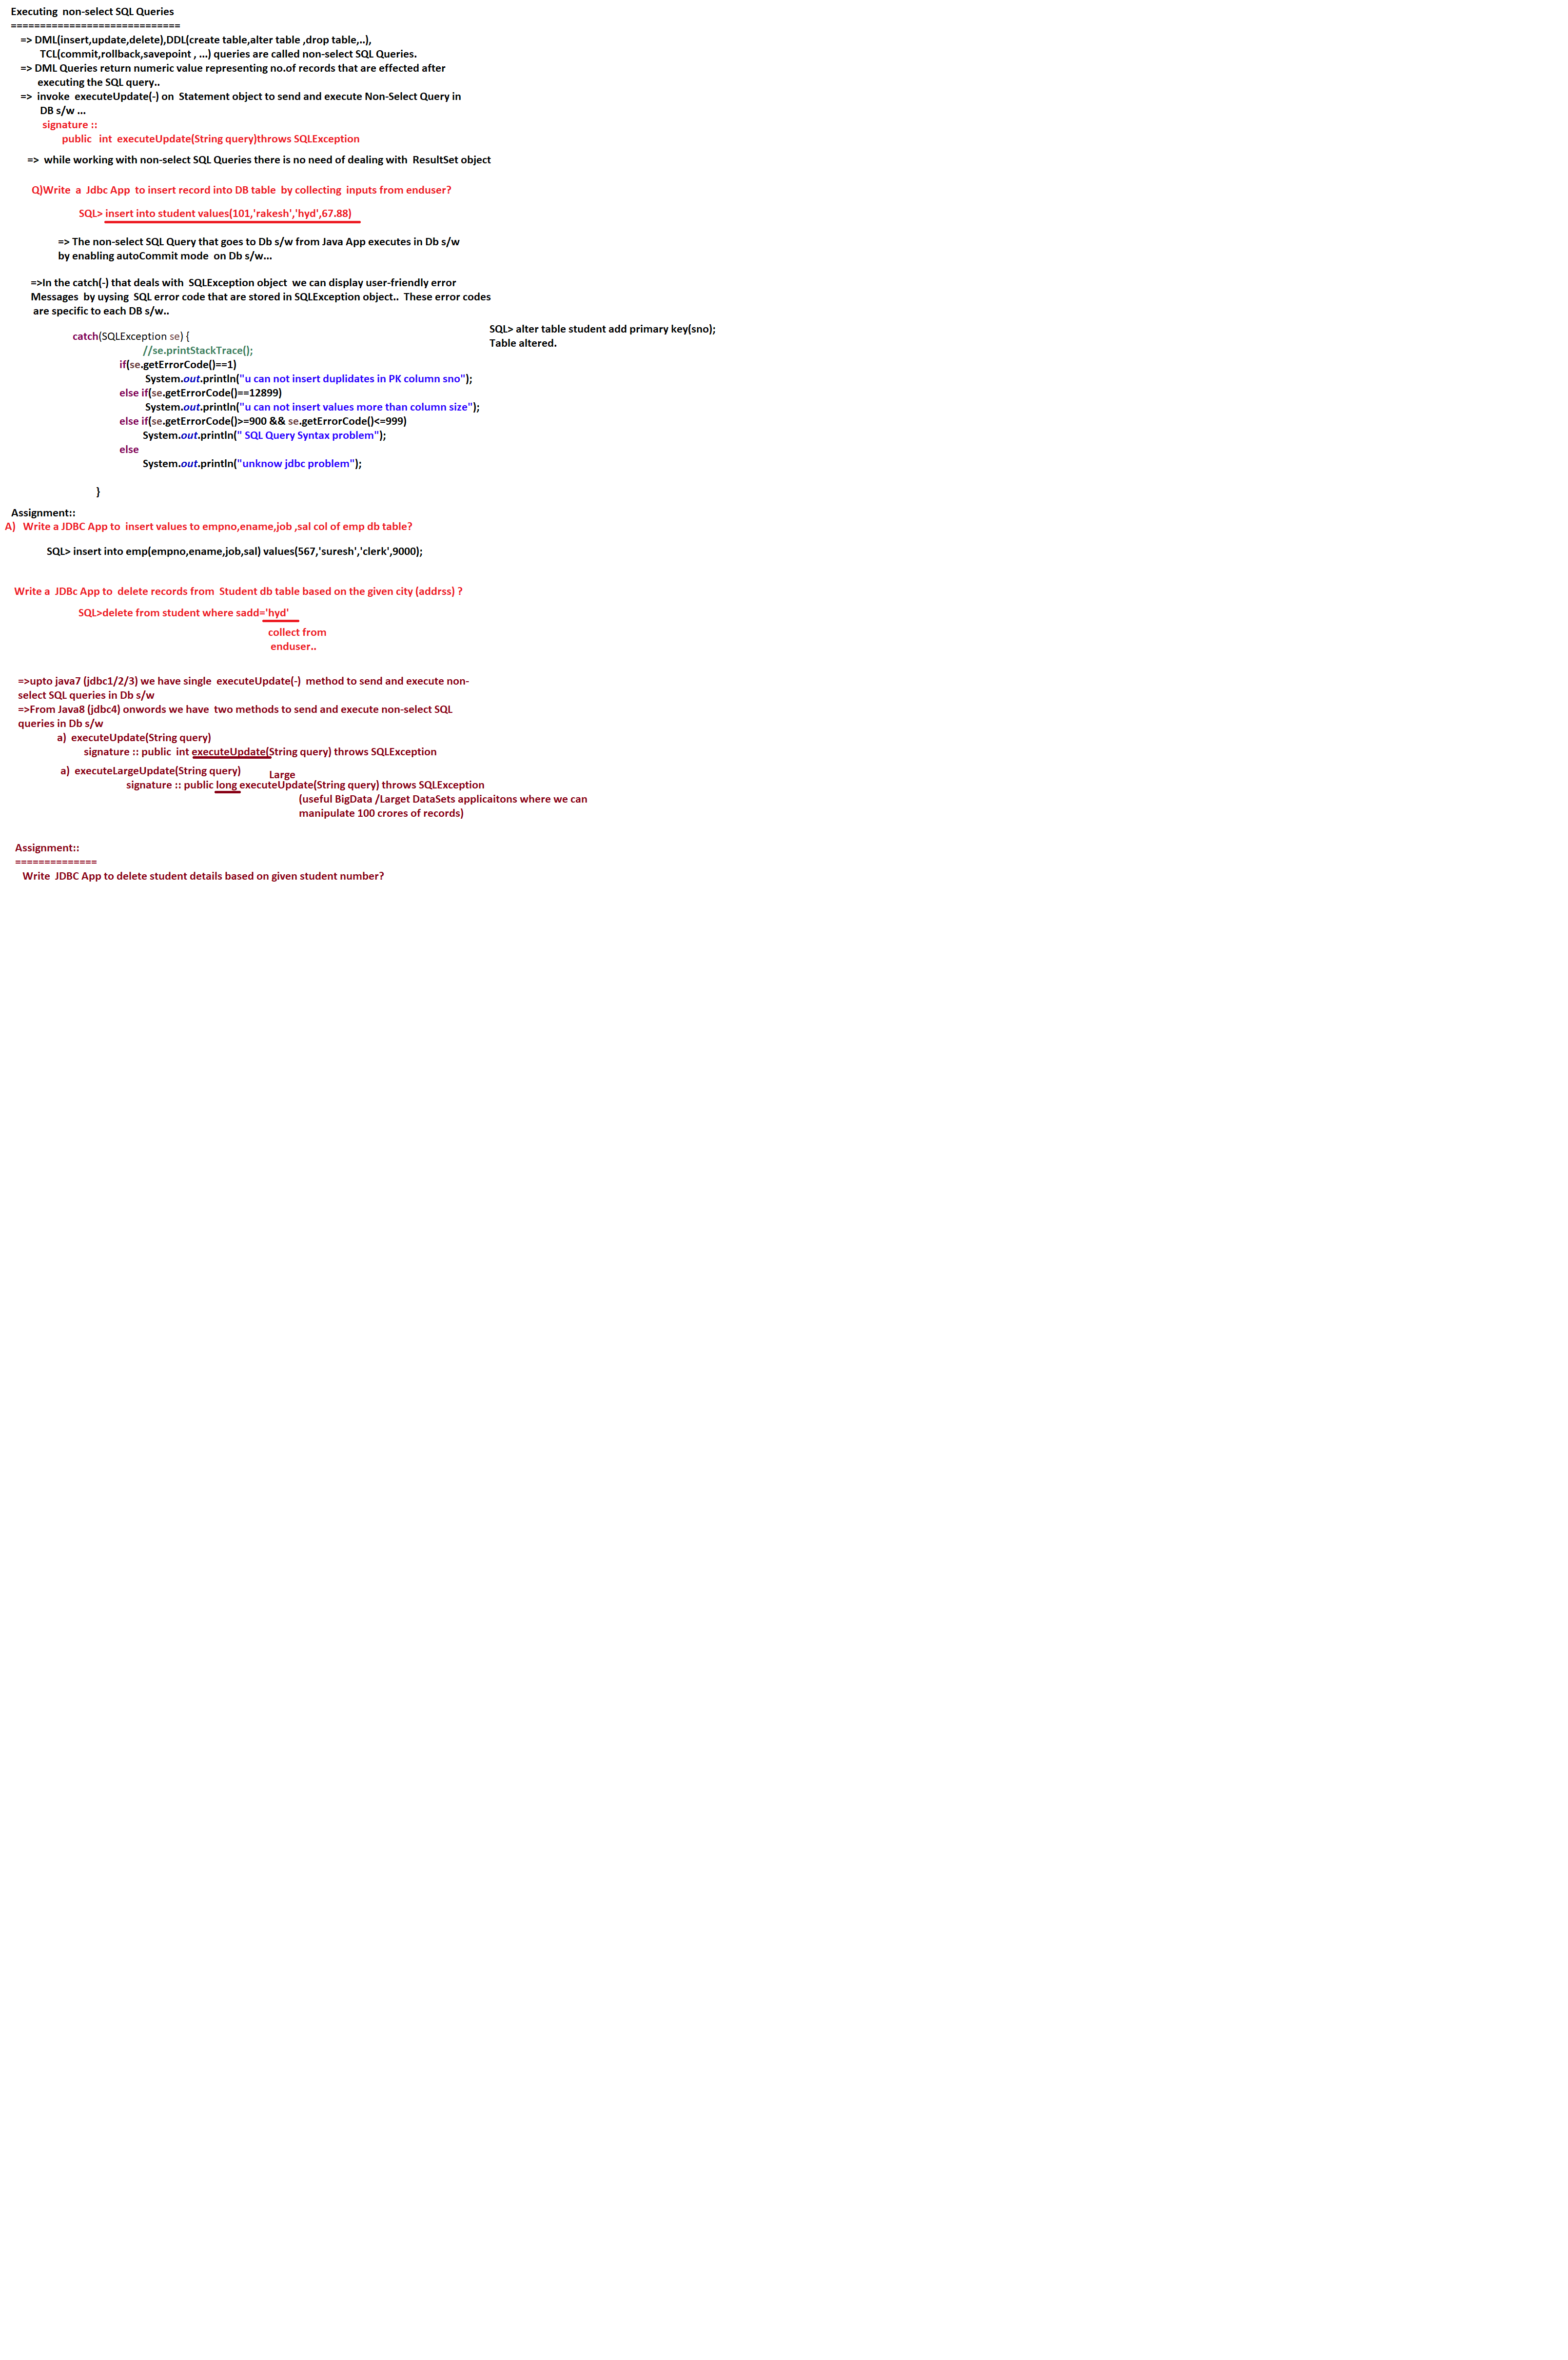 Executing non-select SQL Queries
=============================
=> DML(insert,update,delete),DDL(create table,alter table ,drop table,..),
TCL(commit,rollback,savepoint , ...) queries are called non-select SQL Queries.
=> DML Queries return numeric value representing no.of records that are effected after
executing the SQL query..
=> invoke executeUpdate(-) on Statement object to send and execute Non-Select Query in
DB s/w ...
signature ::
public int executeUpdate(String query)throws SQLException
=> while working with non-select SQL Queries there is no need of dealing with ResultSet object
Q)Write a Jdbc App to insert record into DB table by collecting inputs from enduser?
SQL> insert into student values(101,'rakesh','hyd',67.88)
=> The non-select SQL Query that goes to Db s/w from Java App executes in Db s/w
by enabling autoCommit mode on Db s/w...
=>In the catch(-) that deals with SQLException object we can display user-friendly error
Messages by uysing SQL error code that are stored in SQLException object.. These error codes
are specific to each DB s/w..
SQL> alter table student add primary key(sno);
Table altered.
catch(SQLException se) {
//se.printStackTrace();
if(se.getErrorCode()==1)
System.out.println("u can not insert duplidates in PK column sno");
else if(se.getErrorCode()==12899)
System.out.println("u can not insert values more than column size");
else if(se.getErrorCode()>=900 && se.getErrorCode()<=999)
System.out.println(" SQL Query Syntax problem");
else
System.out.println("unknow jdbc problem");
}
Assignment::
A) Write a JDBC App to insert values to empno,ename,job ,sal col of emp db table?
SQL> insert into emp(empno,ename,job,sal) values(567,'suresh','clerk',9000);
Write a JDBc App to delete records from Student db table based on the given city (addrss) ?
SQL>delete from student where sadd='hyd'
collect from
enduser..
=>upto java7 (jdbc1/2/3) we have single executeUpdate(-) method to send and execute non-
select SQL queries in Db s/w
=>From Java8 (jdbc4) onwords we have two methods to send and execute non-select SQL
queries in Db s/w
a) executeUpdate(String query)
signature :: public int executeUpdate(String query) throws SQLException
a) executeLargeUpdate(String query)
Large
signature :: public long executeUpdate(String query) throws SQLException
(useful BigData /Larget DataSets applicaitons where we can
manipulate 100 crores of records)
Assignment::
==============
Write JDBC App to delete student details based on given student number?